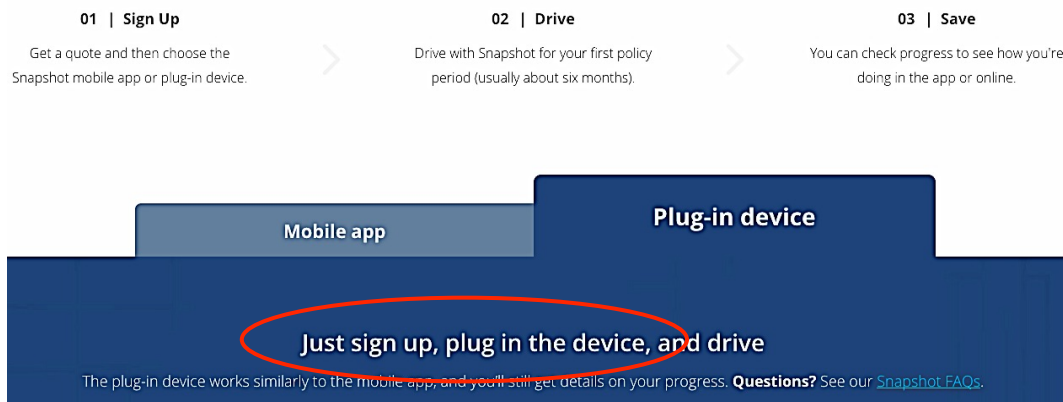 01 | Sign Up
Get a quote and then choose the
Snapshot mobile app or plug-in device.
02 | Drive
Drive with Snapshot for your first policy
period (usually about six months).
03 | Save
You can check progress to see how you're
doing in the app or online.
Mobile app
Plug-in device
Just sign up, plug in the device, and drive
The plug-in device works similarly to the mobile app, and you'll still get details on your progress. Questions? See our Snapshot FAQs.